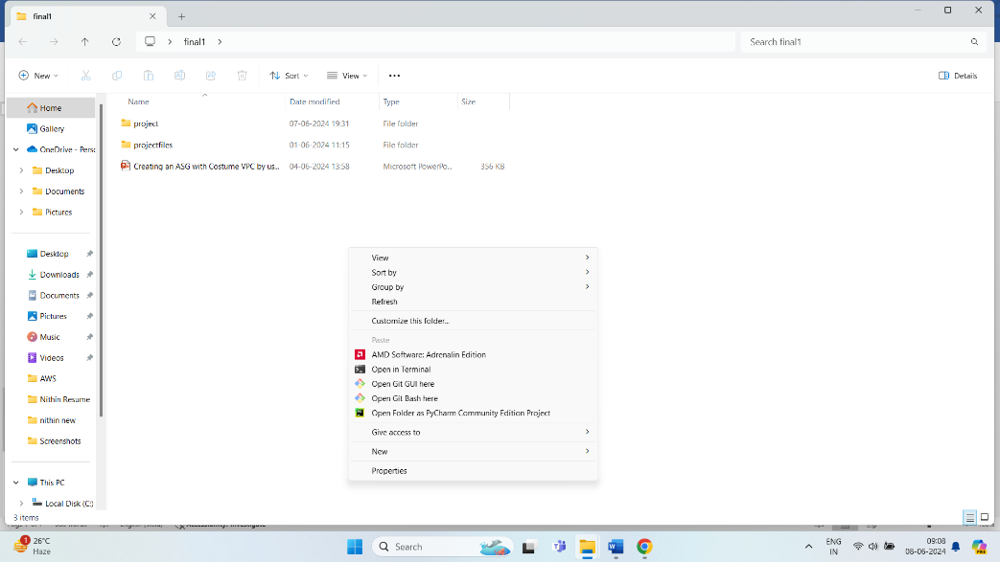 final1
final1
Search final1
New
Sort
View
Details
Name
Date modified
Type
Size
project
07-06-2024 19:31
File folder
projectfiles
01-06-2024 11:15
File folder
Creating an ASG with Costume VPC by us...
04-06-2024 13:58
Microsoft PowerPo...
356 KB
Home
Gallery
OneDrive - Perso
Desktop
Documents
Pictures
Desktop
Downloads
Documents
Pictures
Music
Videos
AWS
Nithin Resume
nithin new
Screenshots
This PC
Local Disk (C:)
View
Sort by
Group by
Refresh
Customize this folder...
Paste
AMD Software: Adrenalin Edition
Open in Terminal
Open Git GUI here
Open Git Bash here
Open Folder as PyCharm Community Edition Project
Give access to
New
Properties
3 items
Accessibility: Investigate
1
26°C
Haze
Search
ENG
IN
09:08
08-06-2024
PRE